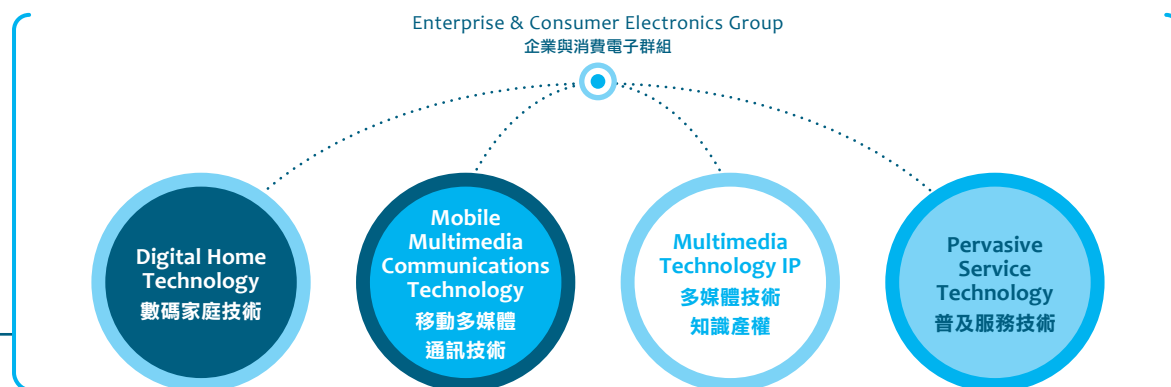 Enterprise & Consumer Electronics Group
企業與消費電子群組
Digital Home
Technology
數碼家庭技術
Mobile
Multimedia
Communications
Technology
移動多媒體
通訊技術
Multimedia
Technology IP
多媒體技術
知識產權
Pervasive
Service
Technology
普及服務技術